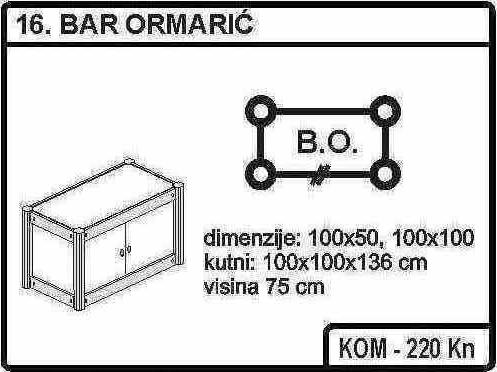 16. BAR ORMARIĆ
B.O.
dimenzije: 100x50, 100x100
kutni: 100x100x136 cm
visina 75 cm
KOM - 220 Kn